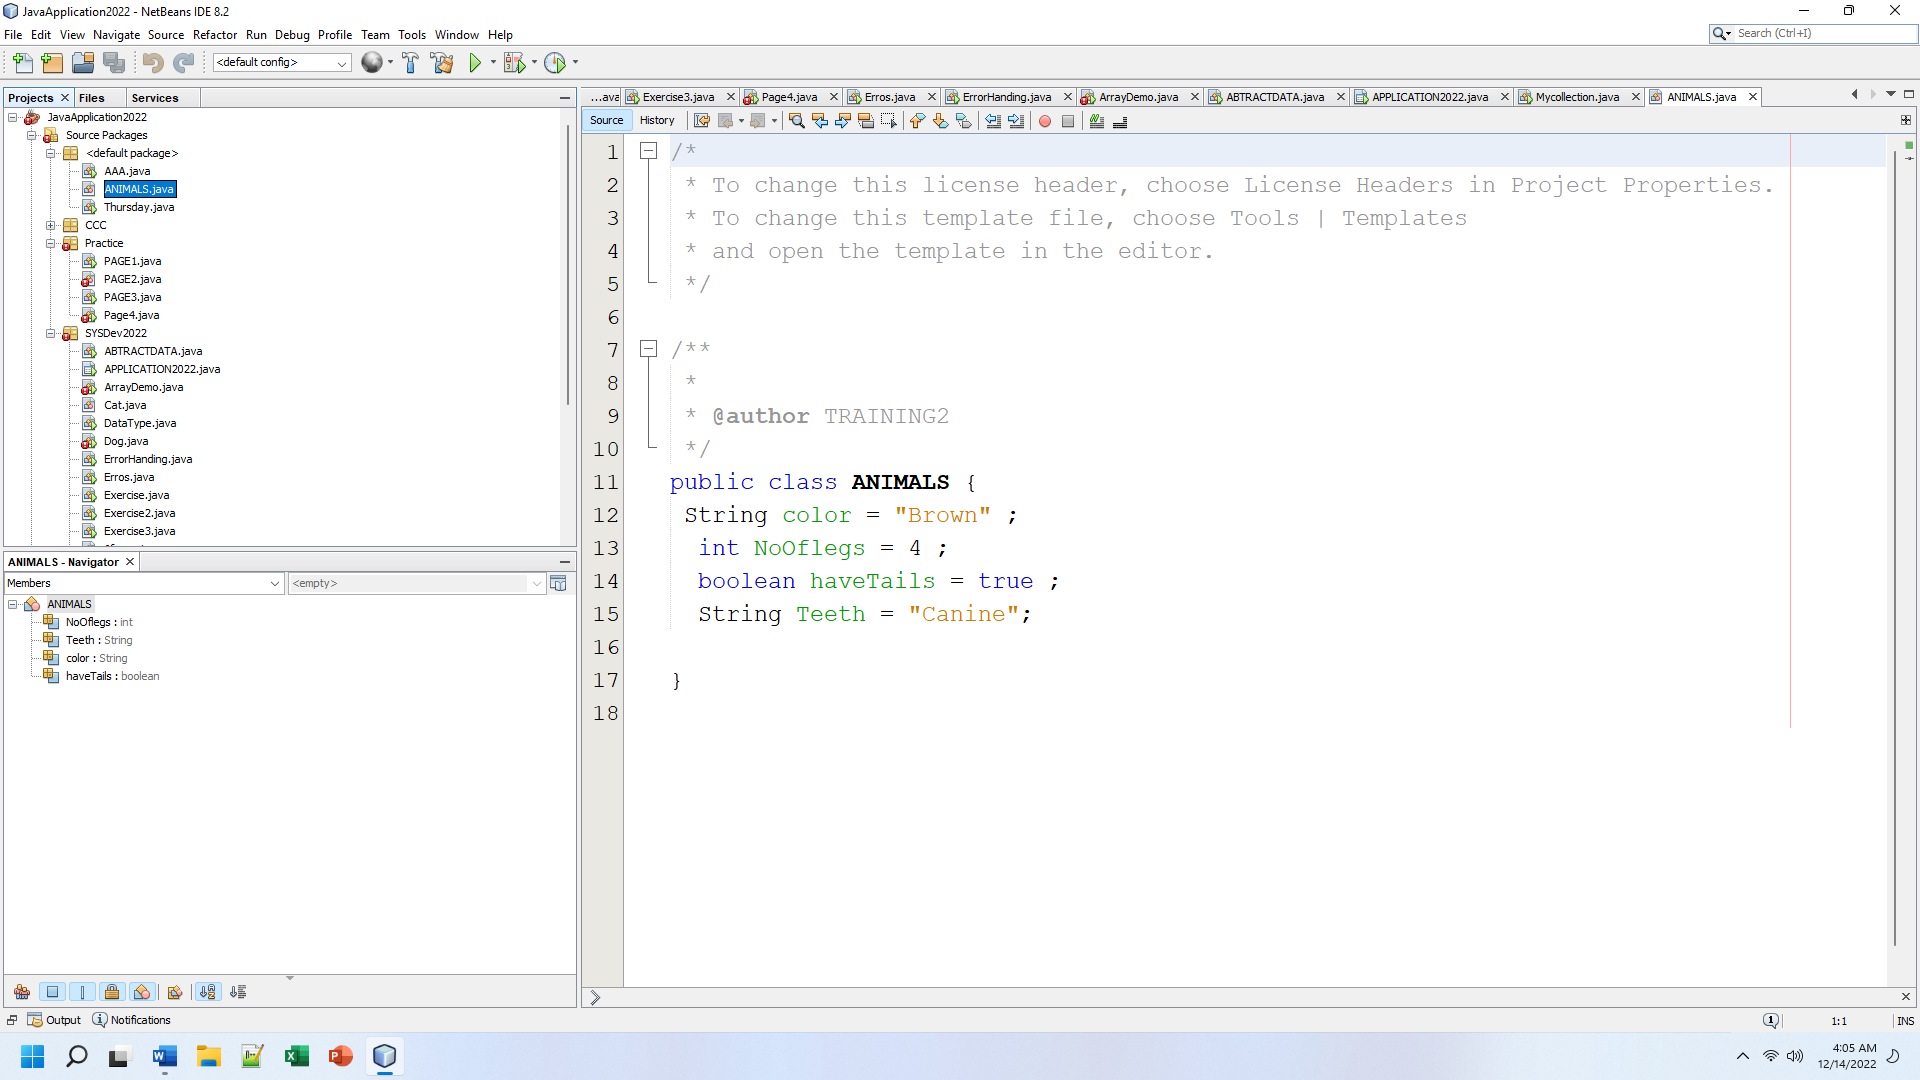 JavaApplication2022 - NetBeans IDE 8.2
File Edit View Navigate Source Refactor Run Debug Profile Team Tools Window Help
Search (Ctrl+I)
<default config>
Projects Files Services
JavaApplication2022
Source Packages
<default package>
AAA.java
ANIMALS.java
Thursday.java
CCC
Practice
PAGE1.java
PAGE2.java
PAGE3.java
Page4.java
SYSDev2022
ABTRACTDATA.java
APPLICATION2022.java
ArrayDemo.java
Cat.java
DataType.java
Dog.java
ErrorHanding.java
Erros.java
Exercise.java
Exercise2.java
Exercise3.java
ANIMALS - Navigator
Members
<empty>
ANIMALS
NoOflegs : int
Teeth : String
color : String
haveTails : boolean
...ava Exercise3.java Page4.java Erros.java ErrorHanding.java ArrayDemo.java ABTRACTDATA.java APPLICATION2022.java Mycollection.java ANIMALS.java
Source History
1 /*
2 * To change this license header, choose License Headers in Project Properties.
3 * To change this template file, choose Tools | Templates
4 * and open the template in the editor.
5 */
6
7 /**
8 *
9 * @author TRAINING2
10 */
11 public class ANIMALS {
12 String color = "Brown" ;
13 int NoOflegs = 4 ;
14 boolean haveTails = true ;
15 String Teeth = "Canine";
16
17 }
18
Output Notifications
1:1 INS
4:05 AM
12/14/2022